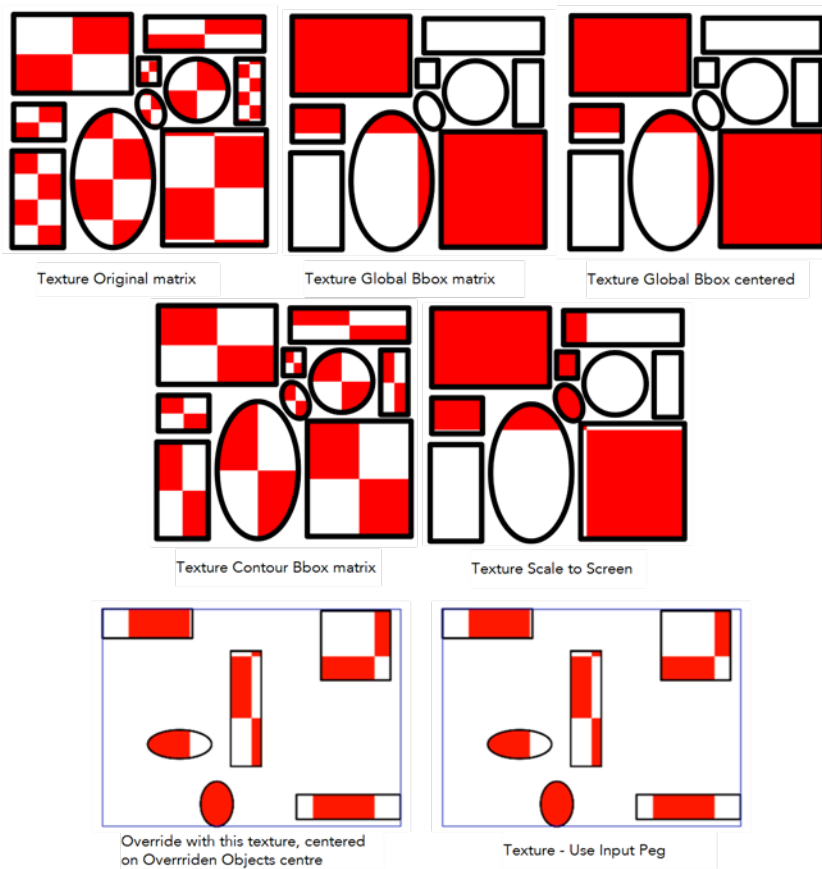 Texture Original matrix
Texture Global Bbox matrix
Texture Global Bbox centered
Texture Contour Bbox matrix
Texture Scale to Screen
Override with this texture, centered
on Overrriden Objects centre
Texture - Use Input Peg